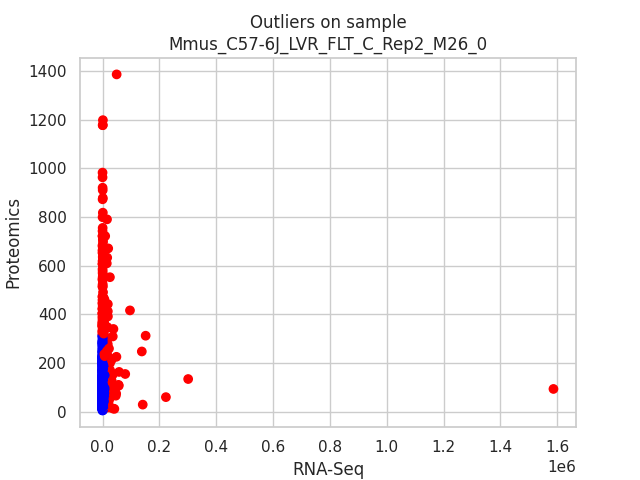 Outliers on sample
Mmus_C57-6J_LVR_FLT_C_Rep2_M26_0
1400
1200
1000
800
600
400
200
0
Proteomics
0.0 0.2 0.4 0.6 0.8 1.0 1.2 1.4 1.6
1e6
RNA-Seq